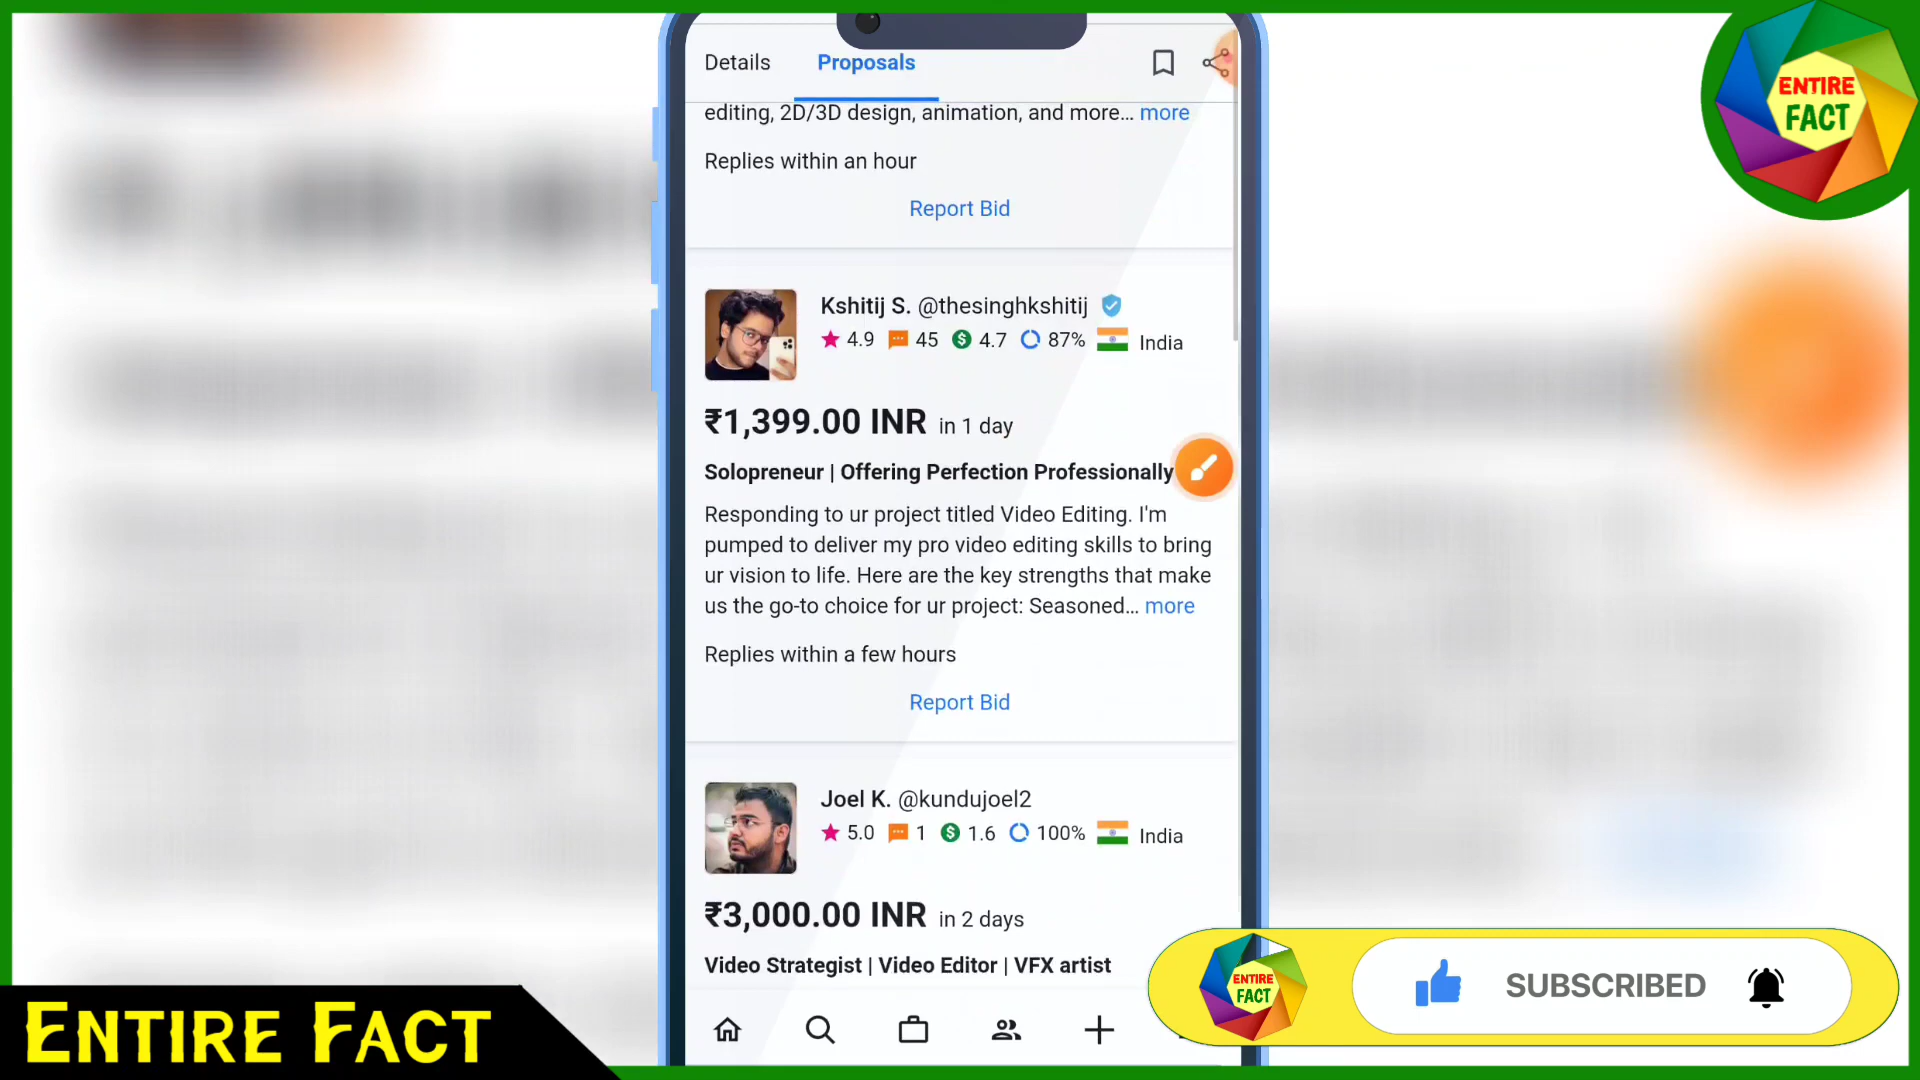 ENTIRE
FACT
Details
Proposals
editing, 2D/3D design, animation, and more... more
Replies within an hour
Report Bid
Kshitij S. @thesinghkshitij
4.9 45 4.7 87% India
₹1,399.00 INR in 1 day
Solopreneur | Offering Perfection Professionally
Responding to ur project titled Video Editing. I'm
pumped to deliver my pro video editing skills to bring
ur vision to life. Here are the key strengths that make
us the go-to choice for ur project: Seasoned... more
Replies within a few hours
Report Bid
Joel K. @kundujoel2
5.0 1 1.6 100% India
₹3,000.00 INR in 2 days
Video Strategist | Video Editor | VFX artist
ENTIRE
FACT
SUBSCRIBED
ENTIRE FACT